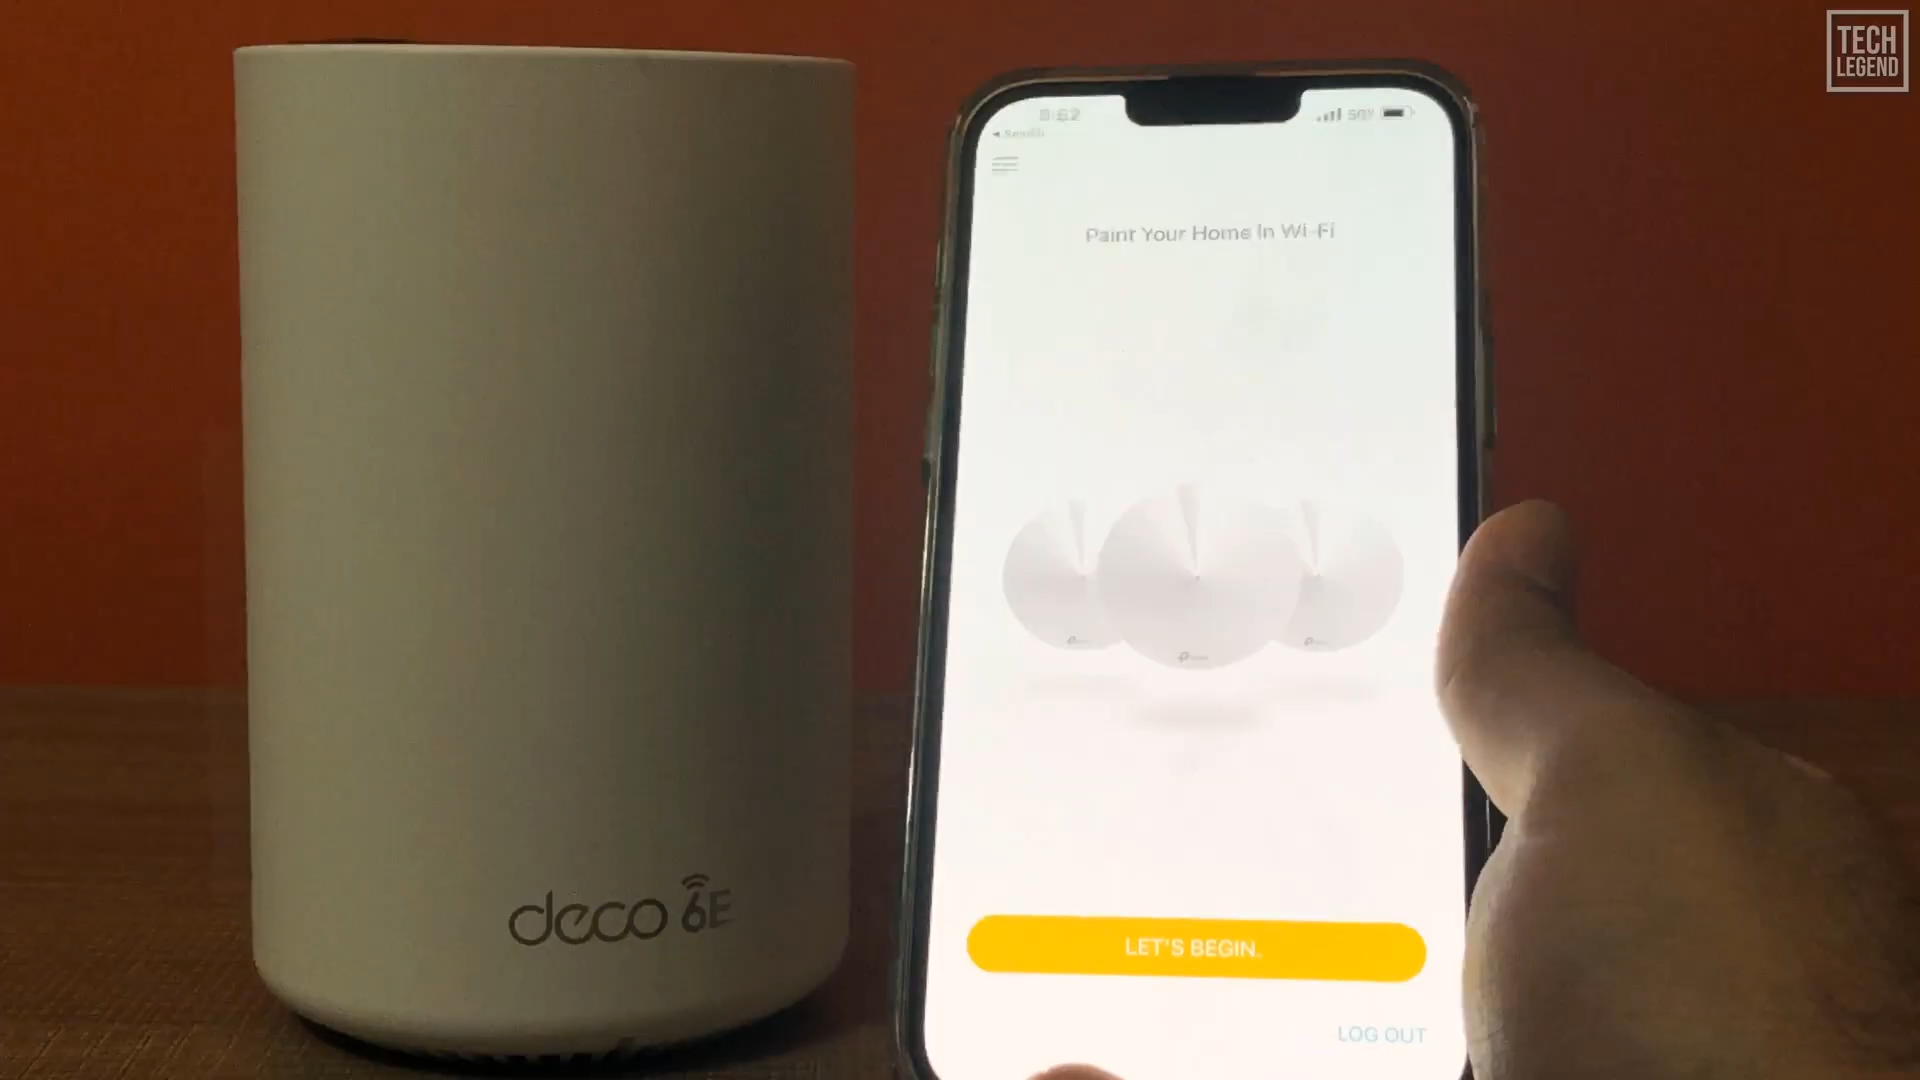 TECH
LEGEND
Paint Your Home In Wi-Fi
deco 6E
LET'S BEGIN.
LOG OUT